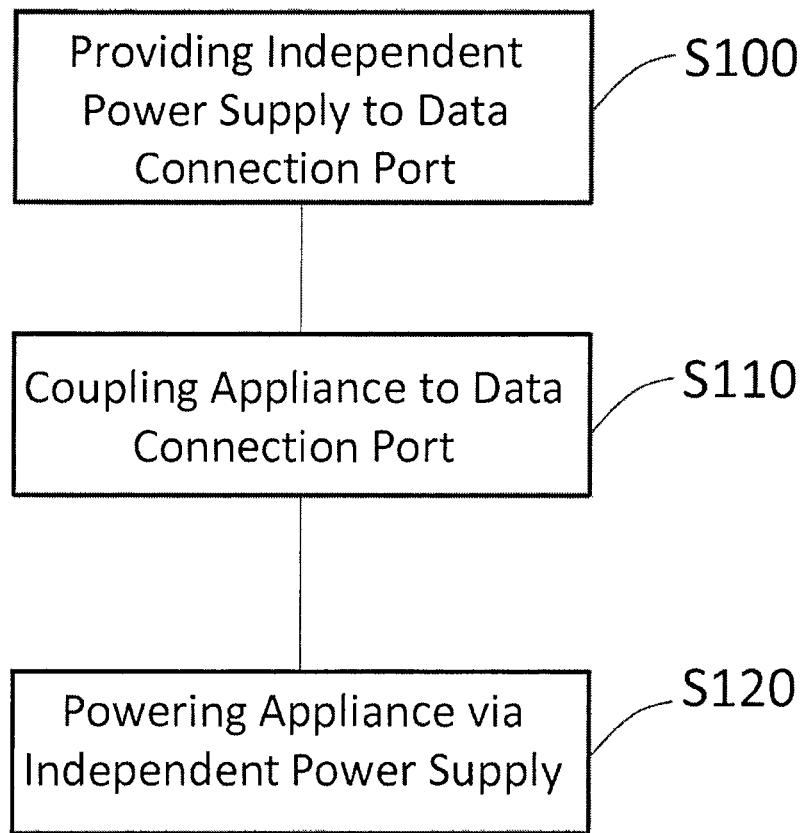 Providing Independent
Power Supply to Data
Connection Port
S100
Coupling Appliance to Data
Connection Port
S110
Powering Appliance via
Independent Power Supply
S120